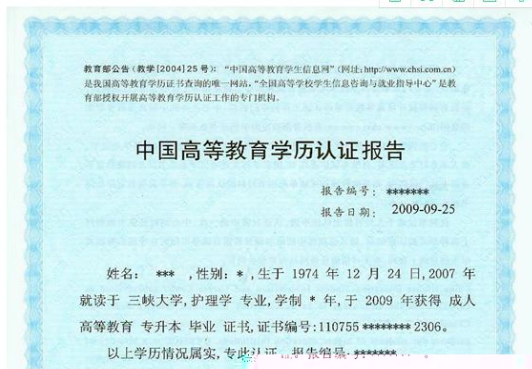 教育部公告(教学[2004]25号):“中国高等教育学生信息网”(网址:http://www.chsi.com.cn)
是我国高等教育学历证书查询的唯一网站,“全国高等学校学生信息咨询与就业指导中心”是教
育部授权开展高等教育学历认证工作的专门机构。
中国高等教育学历认证报告
报告编号: *******
报告日期: 2009-09-25
姓名: *** ,性别: * ,生于 1974 年 12 月 24 日,2007 年
就读于 三峡大学,护理学 专业,学制 * 年,于 2009 年获得 成人
高等教育 专升本 毕业 证书,证书编号:110755 ******** 2306。
以上学历情况属实,专此认证。报告编号:*******。